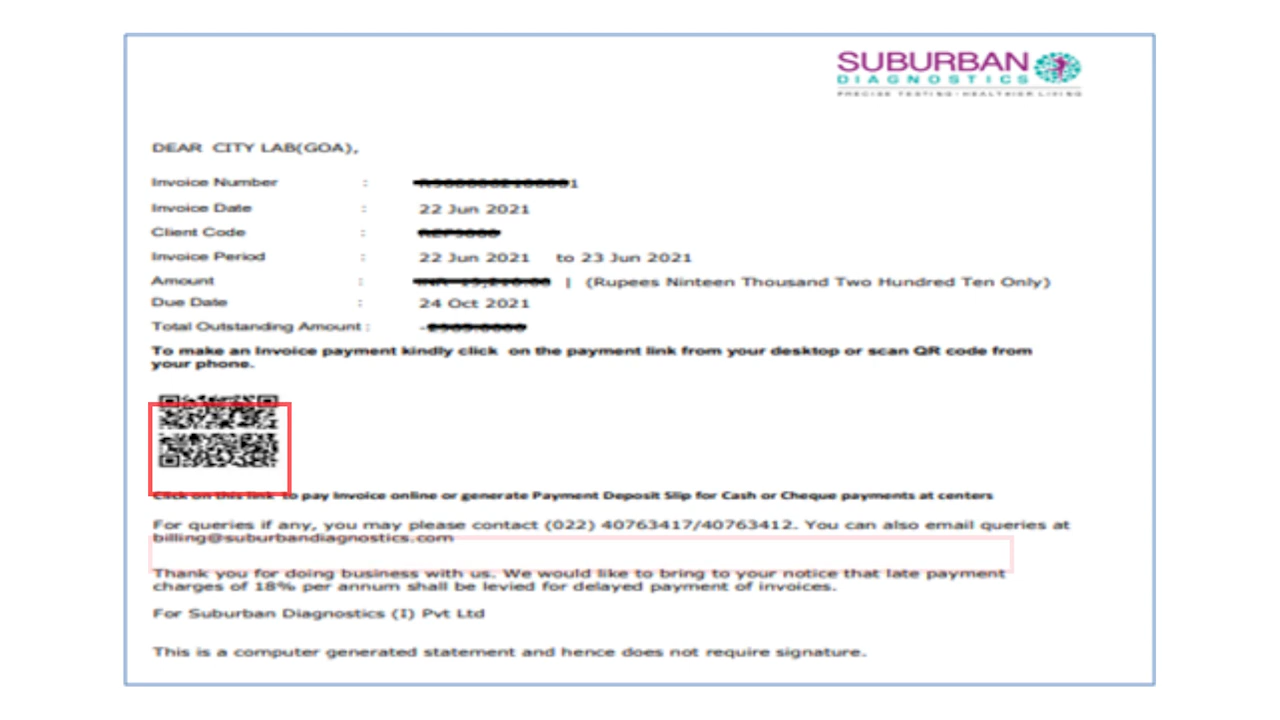 SUBURBAN
DIAGNOSTICS
PRECISE TESTING-HEALTHIER LIVING
DEAR CITY LAB(GOA),
Invoice Number :
Invoice Date : 22 Jun 2021
Client Code :
Invoice Period : 22 Jun 2021 to 23 Jun 2021
Amount : | (Rupees Ninteen Thousand Two Hundred Ten Only)
Due Date : 24 Oct 2021
Total Outstanding Amount :
To make an Invoice payment kindly click on the payment link from your desktop or scan QR code from
your phone.
Click on this link to pay Invoice online or generate Payment Deposit Slip for Cash or Cheque payments at centers
For queries if any, you may please contact (022) 40763417/40763412. You can also email queries at
billing@suburbandiagnostics.com
Thank you for doing business with us. We would like to bring to your notice that late payment
charges of 18% per annum shall be levied for delayed payment of invoices.
For Suburban Diagnostics (I) Pvt Ltd
This is a computer generated statement and hence does not require signature.